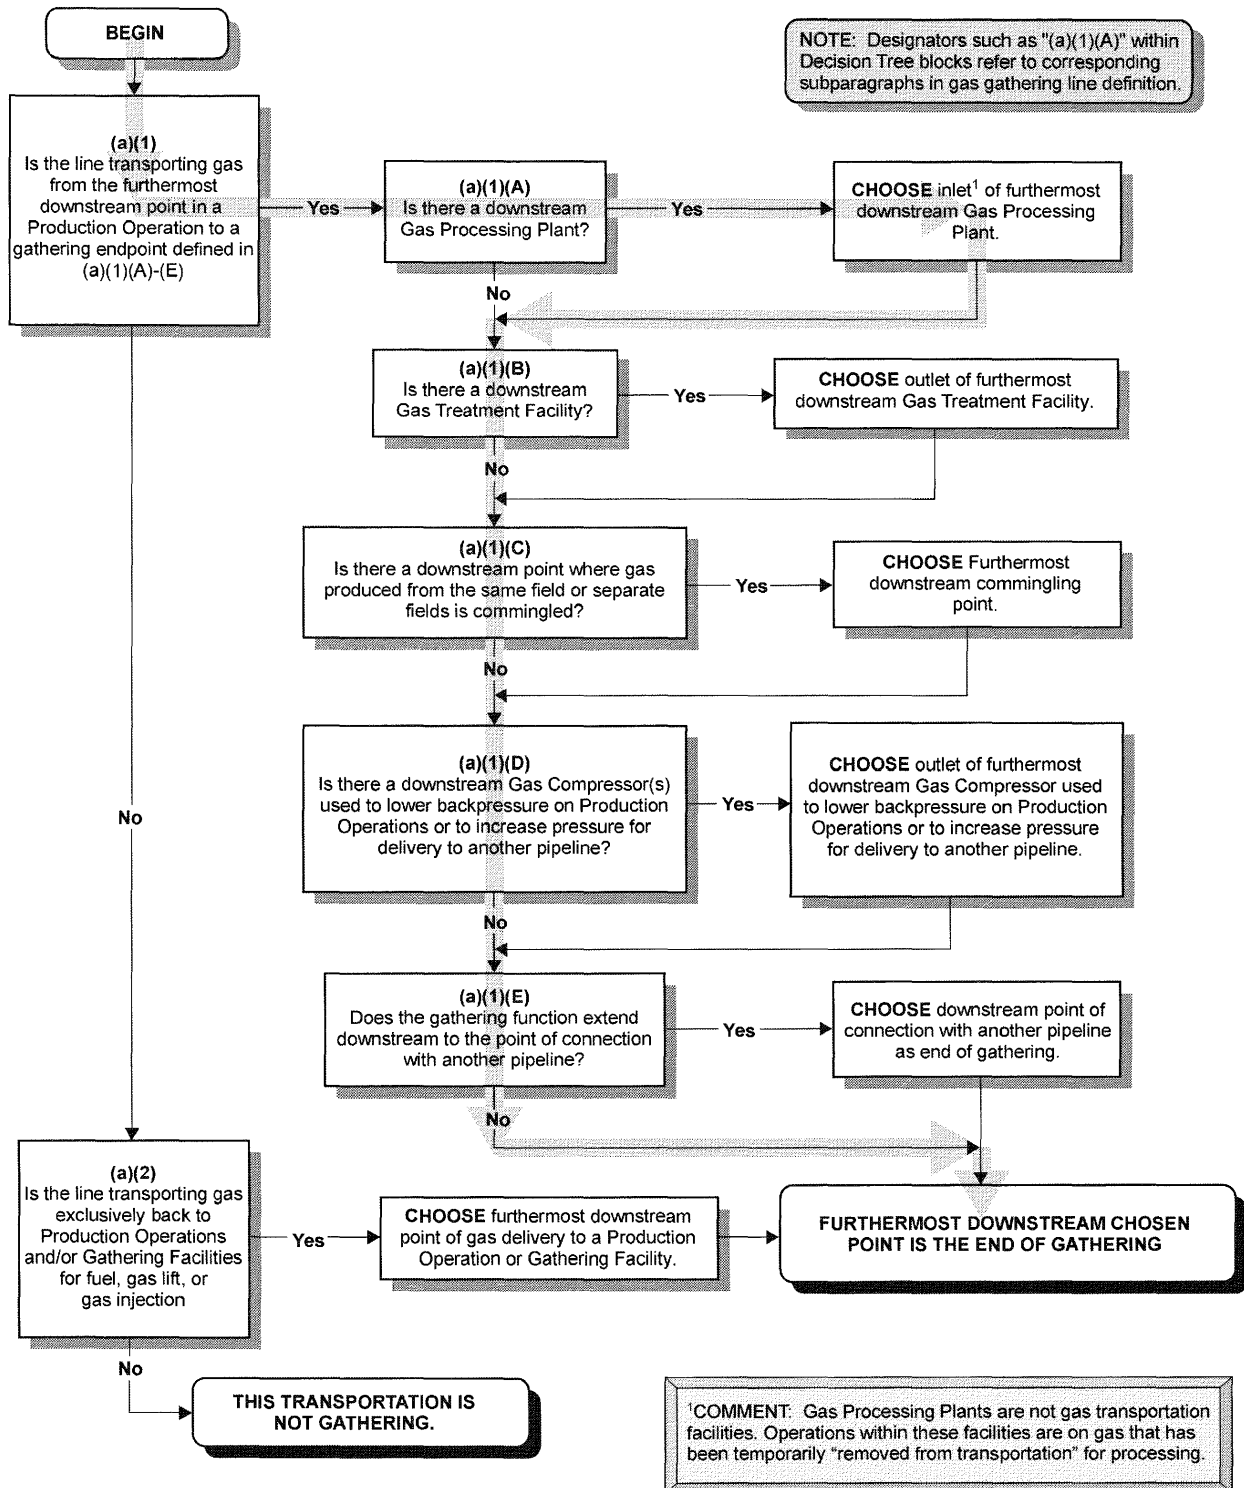 BEGIN
NOTE: Designators such as "(a)(1)(A)" within
Decision Tree blocks refer to corresponding
subparagraphs in gas gathering line definition.
(a)(1)
Is the line transporting gas
from the furthermost
downstream point in a
Production Operation to a
gathering endpoint defined in
(a)(1)(A)-(E)
Yes
(a)(1)(A)
Is there a downstream
Gas Processing Plant?
Yes
CHOOSE inlet¹ of furthermost
downstream Gas Processing
Plant.
No
(a)(1)(B)
Is there a downstream
Gas Treatment Facility?
Yes
CHOOSE outlet of furthermost
downstream Gas Treatment Facility.
No
(a)(1)(C)
Is there a downstream point where gas
produced from the same field or separate
fields is commingled?
Yes
CHOOSE Furthermost
downstream commingling
point.
No
(a)(1)(D)
Is there a downstream Gas Compressor(s)
used to lower backpressure on Production
Operations or to increase pressure for
delivery to another pipeline?
Yes
CHOOSE outlet of furthermost
downstream Gas Compressor used
to lower backpressure on Production
Operations or to increase pressure
for delivery to another pipeline.
No
No
(a)(1)(E)
Does the gathering function extend
downstream to the point of connection
with another pipeline?
Yes
CHOOSE downstream point of
connection with another pipeline
as end of gathering.
No
(a)(2)
Is the line transporting gas
exclusively back to
Production Operations
and/or Gathering Facilities
for fuel, gas lift, or
gas injection
Yes
CHOOSE furthermost downstream
point of gas delivery to a Production
Operation or Gathering Facility.
FURTHERMOST DOWNSTREAM CHOSEN
POINT IS THE END OF GATHERING
No
THIS TRANSPORTATION IS
NOT GATHERING.
¹COMMENT: Gas Processing Plants are not gas transportation
facilities. Operations within these facilities are on gas that has
been temporarily “removed from transportation” for processing.